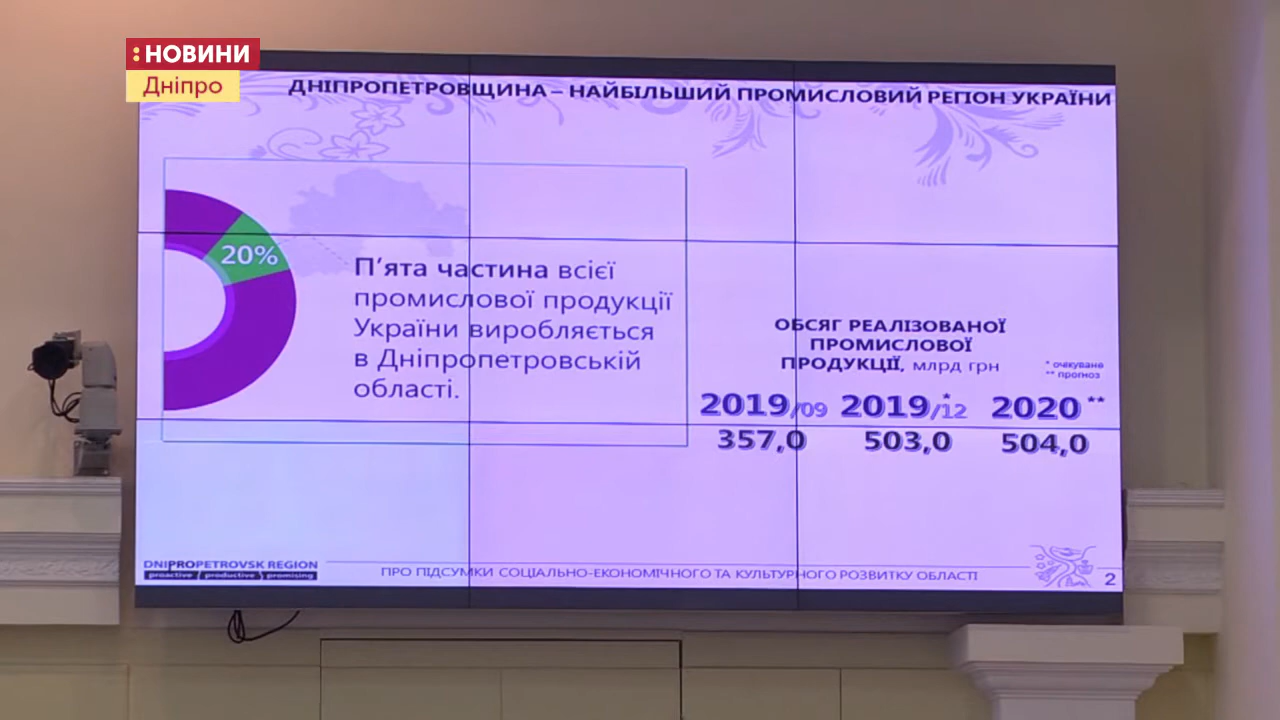 :НОВИНИ
Дніпро
ДНІПРОПЕТРОВЩИНА – НАЙБІЛЬШИЙ ПРОМИСЛОВИЙ РЕГІОН УКРАЇНИ
20%
П'ята частина всієї
промислової продукції
України виробляється
в Дніпропетровській
області.
ОБСЯГ РЕАЛІЗОВАНОЇ
ПРОМИСЛОВОЇ
ПРОДУКЦІЇ, млрд грн
* очікуване
** прогноз
2019/09 2019/12* 2020**
357,0 503,0 504,0
DNIPROPETROVSK REGION
proactive / productive / promising
ПРО ПІДСУМКИ СОЦІАЛЬНО-ЕКОНОМІЧНОГО ТА КУЛЬТУРНОГО РОЗВИТКУ ОБЛАСТІ
2